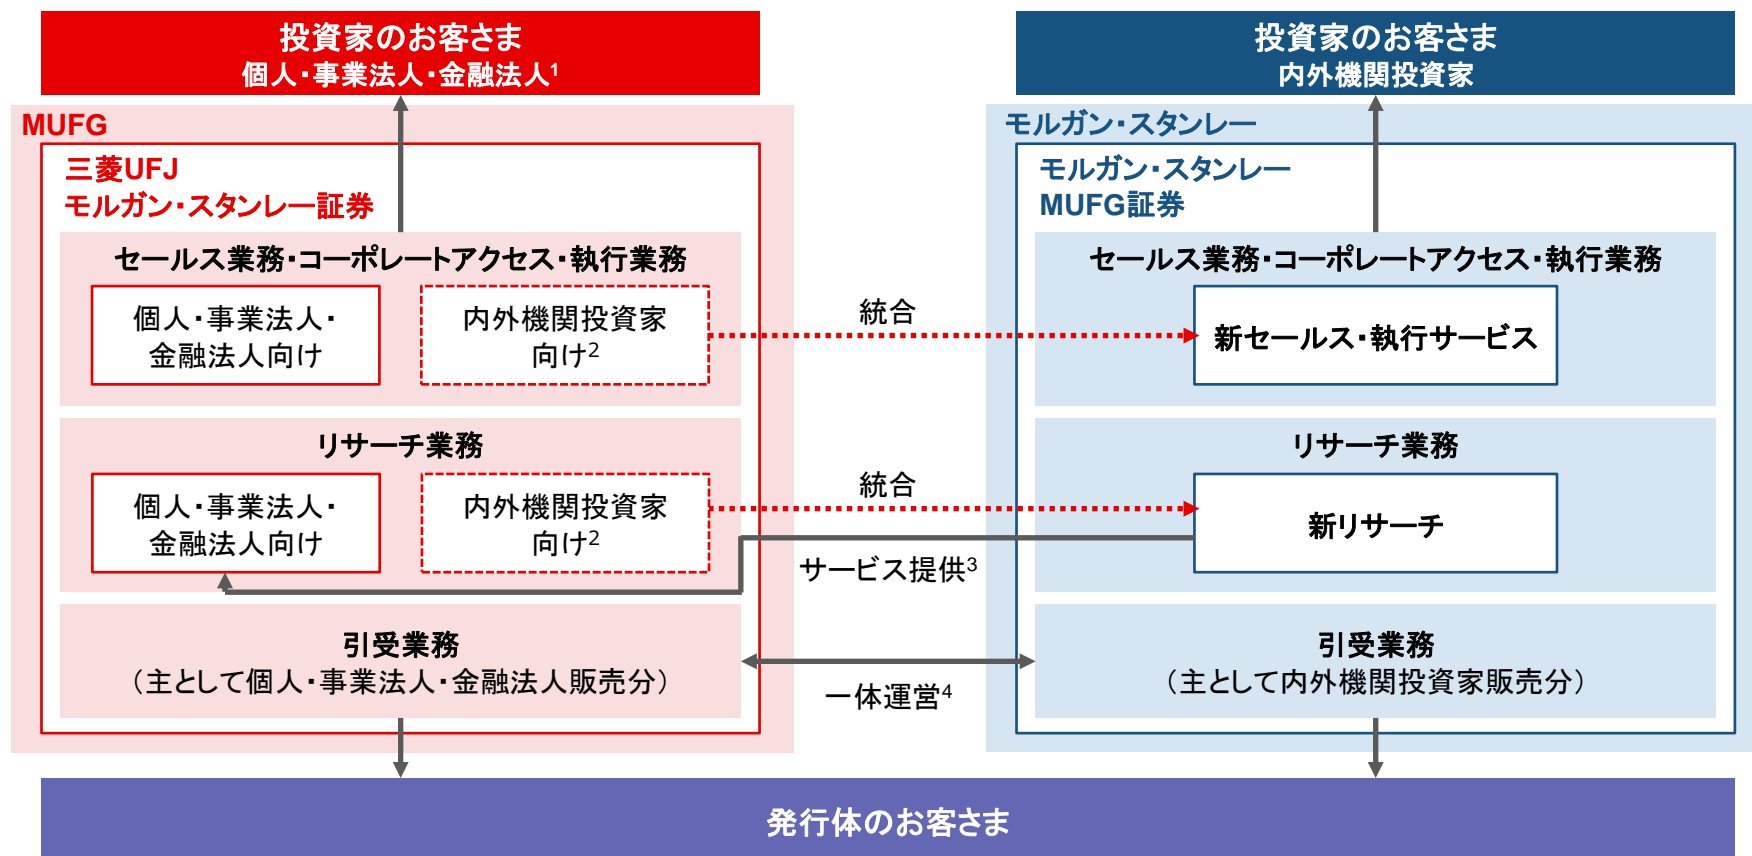 投資家のお客さま
個人・事業法人・金融法人1
MUFG
三菱UFJ
モルガン・スタンレー証券
セールス業務・コーポレートアクセス・執行業務
個人・事業法人・
金融法人向け
内外機関投資家
向け2
リサーチ業務
個人・事業法人・
金融法人向け
内外機関投資家
向け2
引受業務
（主として個人・事業法人・金融法人販売分）
統合
統合
サービス提供3
一体運営4
投資家のお客さま
内外機関投資家
モルガン・スタンレー
モルガン・スタンレー
MUFG証券
セールス業務・コーポレートアクセス・執行業務
新セールス・執行サービス
リサーチ業務
新リサーチ
引受業務
（主として内外機関投資家販売分）
発行体のお客さま